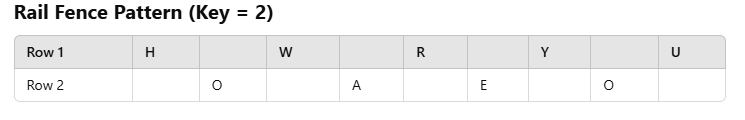 Rail Fence Pattern (Key = 2)
Row 1 H W R Y U
Row 2 O A E O